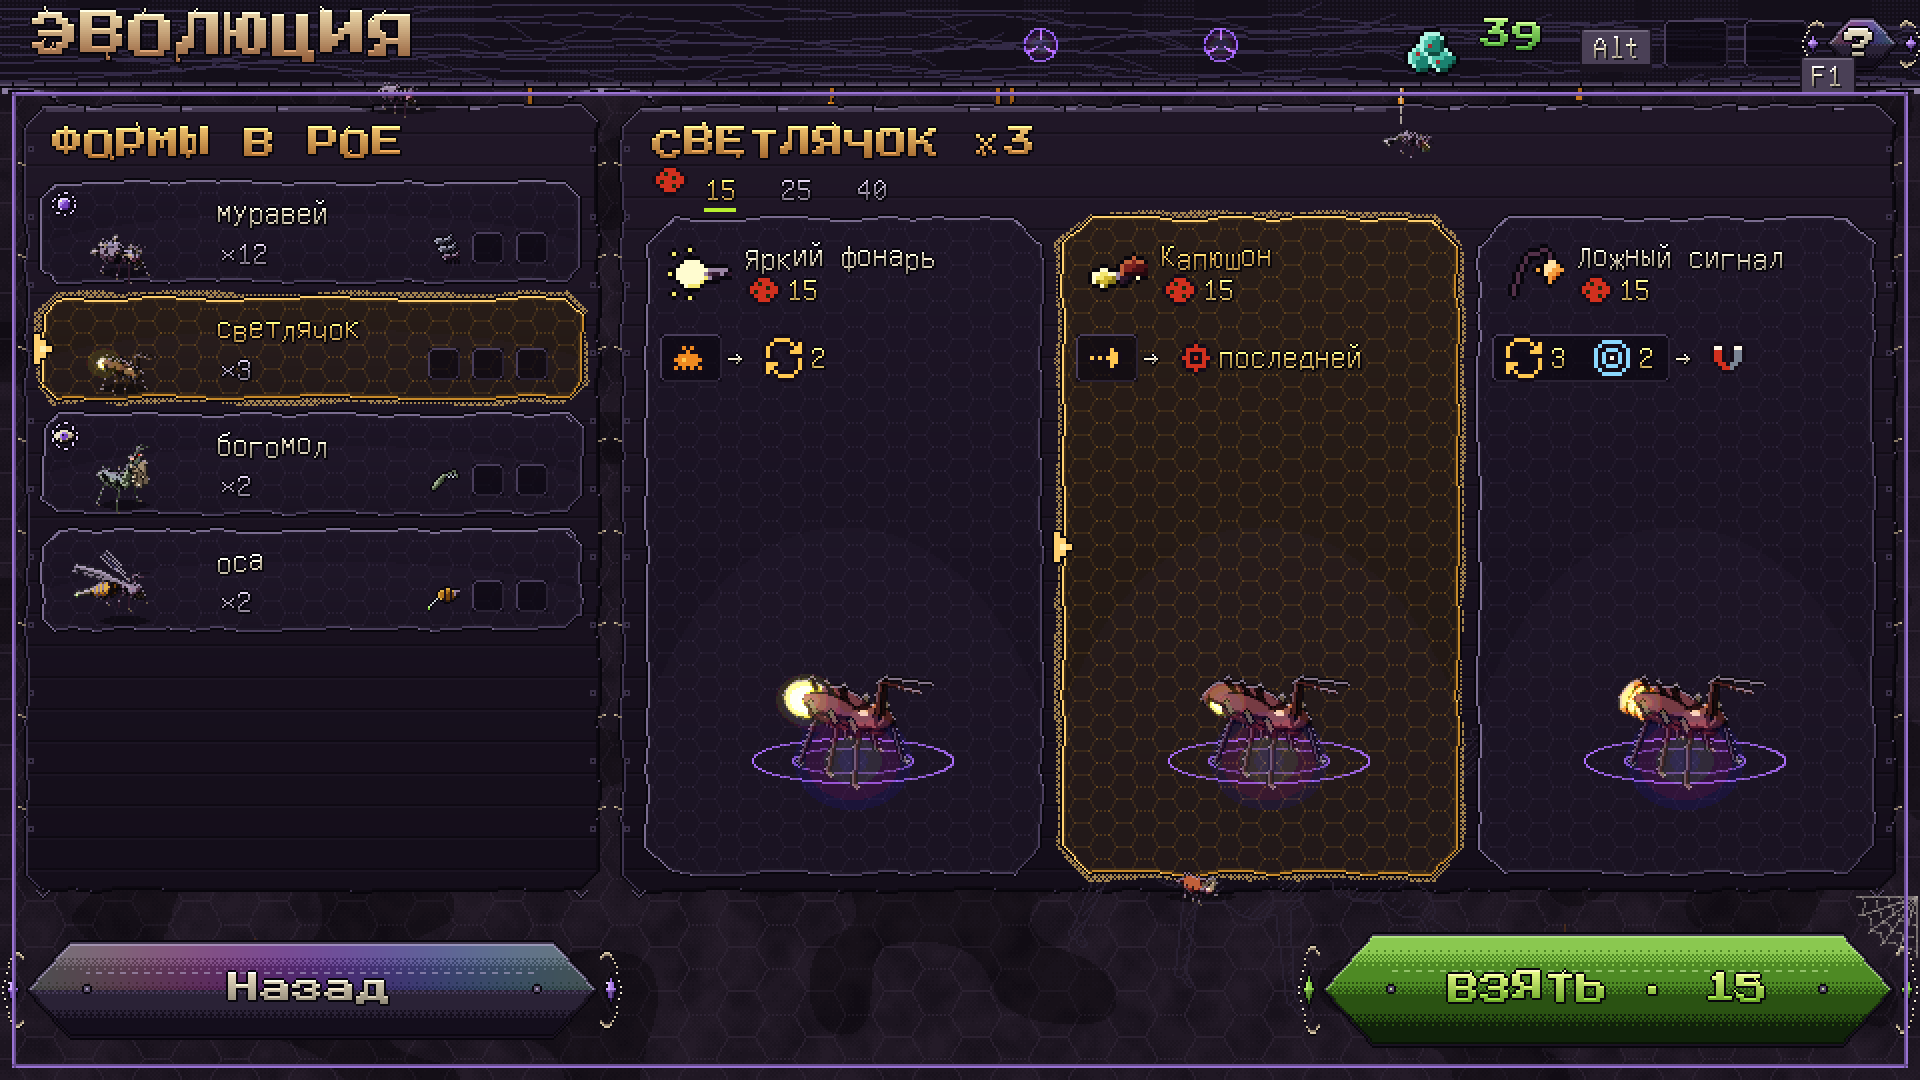 ЭВОЛЮЦИЯ
39
Alt
?
F1
ФОРМЫ В РОЕ
муравей
×12
светлячок
×3
богомол
×2
оса
×2
СВЕТЛЯЧОК ×3
15 25 40
Яркий фонарь
15
2
Капюшон
15
последней
Ложный сигнал
15
3 2
Назад
ВЗЯТЬ · 15